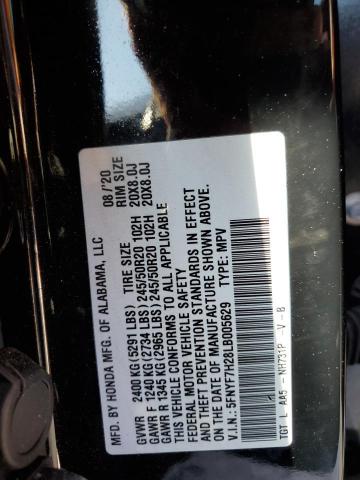 MFD. BY HONDA MFG. OF ALABAMA, LLC 08 /'20
TIRE SIZE RIM SIZE
GVWR 2400 KG (5291 LBS) 
GAWR F 1240 KG (2734 LBS) 245/50R20 102H 20X8.0J
GAWR R 1345 KG (2965 LBS) 245/50R20 102H 20X8.0J
THIS VEHICLE CONFORMS TO ALL APPLICABLE
FEDERAL MOTOR VEHICLE SAFETY
AND THEFT PREVENTION STANDARDS IN EFFECT
ON THE DATE OF MANUFACTURE SHOWN ABOVE.
V.I.N.: 5FNYF7H28LB005629 TYPE: MPV
TGT L AA5 - NH731P - V - B